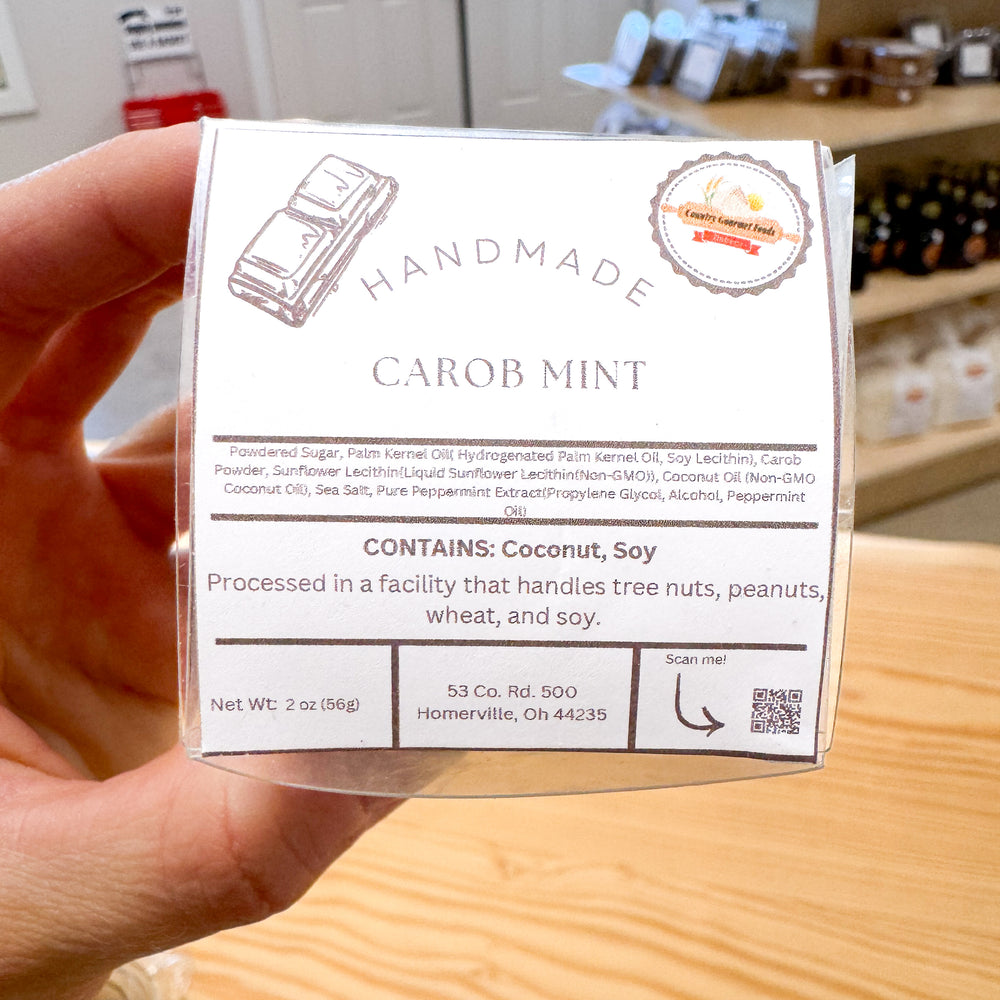 HANDMADE
Country Gourmet Foods
CAROB MINT
Powdered Sugar, Palm Kernel Oil( Hydrogenated Palm Kernel Oil, Soy Lecithin), Carob
Powder, Sunflower Lecithin(Liquid Sunflower Lecithin(Non-GMO)), Coconut Oil (Non-GMO
Coconut Oil), Sea Salt, Pure Peppermint Extract(Propylene Glycol, Alcohol, Peppermint
Oil)
CONTAINS: Coconut, Soy
Processed in a facility that handles tree nuts, peanuts,
wheat, and soy.
Net Wt: 2 oz (56g)
53 Co. Rd. 500
Homerville, Oh 44235
Scan me!